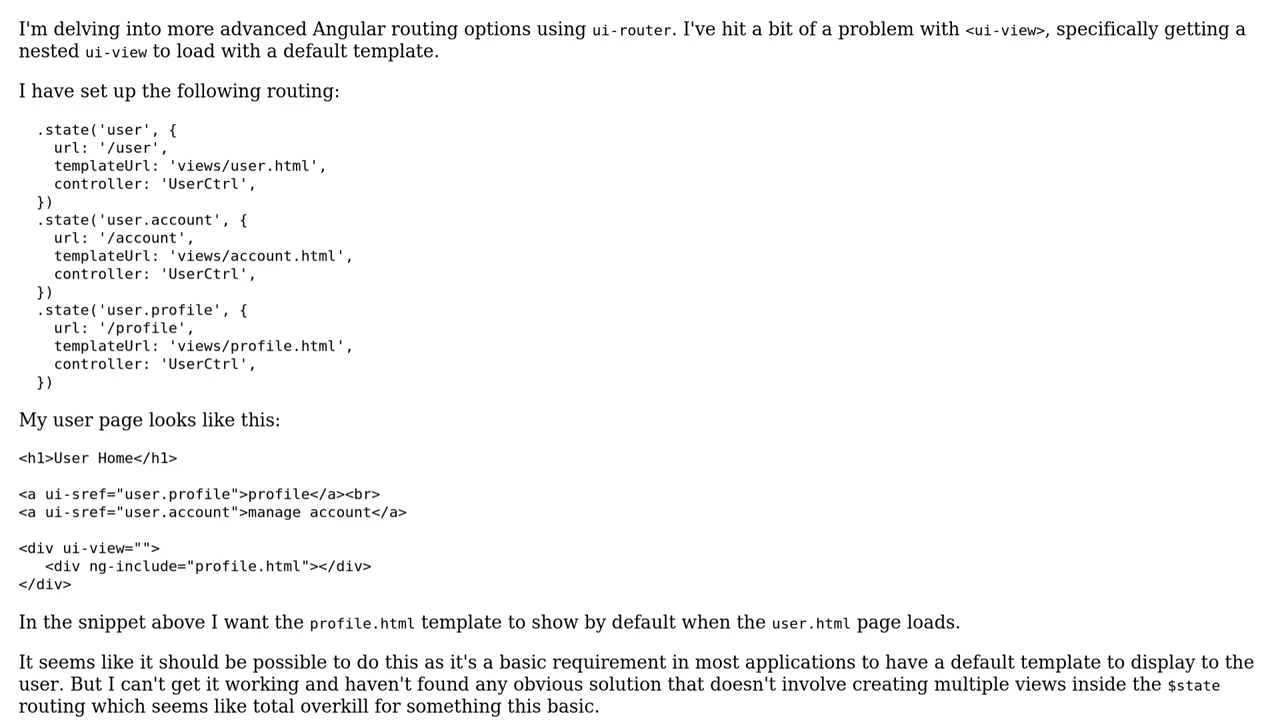 I'm delving into more advanced Angular routing options using ui-router. I've hit a bit of a problem with <ui-view>, specifically getting a
nested ui-view to load with a default template.
I have set up the following routing:
.state('user', {
url: '/user',
templateUrl: 'views/user.html',
controller: 'UserCtrl',
})
.state('user.account', {
url: '/account',
templateUrl: 'views/account.html',
controller: 'UserCtrl',
})
.state('user.profile', {
url: '/profile',
templateUrl: 'views/profile.html',
controller: 'UserCtrl',
})
My user page looks like this:
<h1>User Home</h1>
<a ui-sref="user.profile">profile</a><br>
<a ui-sref="user.account">manage account</a>
<div ui-view="">
<div ng-include="profile.html"></div>
</div>
In the snippet above I want the profile.html template to show by default when the user.html page loads.
It seems like it should be possible to do this as it's a basic requirement in most applications to have a default template to display to the
user. But I can't get it working and haven't found any obvious solution that doesn't involve creating multiple views inside the $state
routing which seems like total overkill for something this basic.